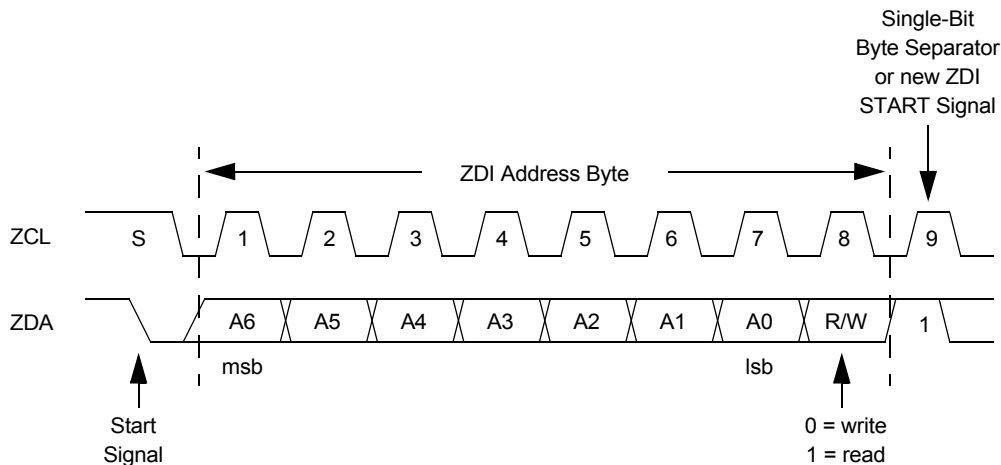 Single-Bit
Byte Separator
or new ZDI
START Signal
ZDI Address Byte
ZCL
S
1
2
3
4
5
6
7
8
9
ZDA
A6
A5
A4
A3
A2
A1
A0
R/W
1
msb
lsb
Start
Signal
0 = write
1 = read